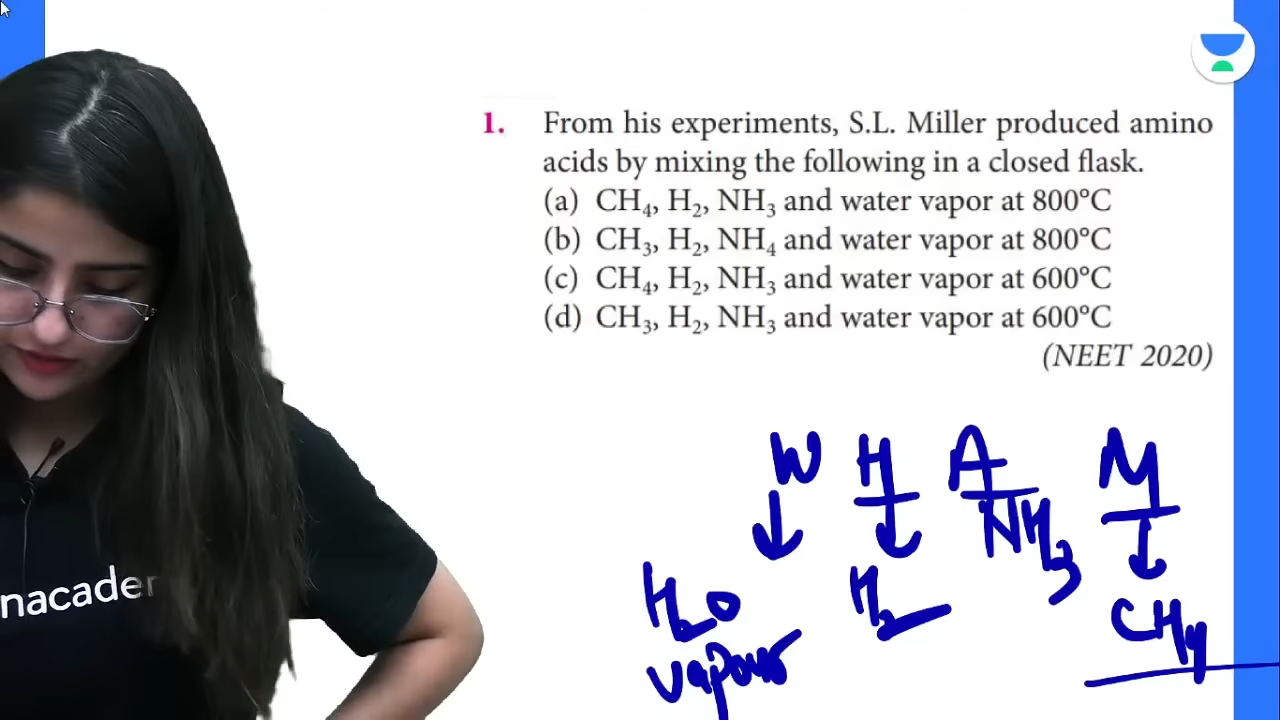 1. From his experiments, S.L. Miller produced amino
acids by mixing the following in a closed flask.
(a) CH₄, H₂, NH₃ and water vapor at 800°C
(b) CH₃, H₂, NH₄ and water vapor at 800°C
(c) CH₄, H₂, NH₃ and water vapor at 600°C
(d) CH₃, H₂, NH₃ and water vapor at 600°C
(NEET 2020)
W H A M
NH₃
H₂O H₂ CH₄
vapour
nacader